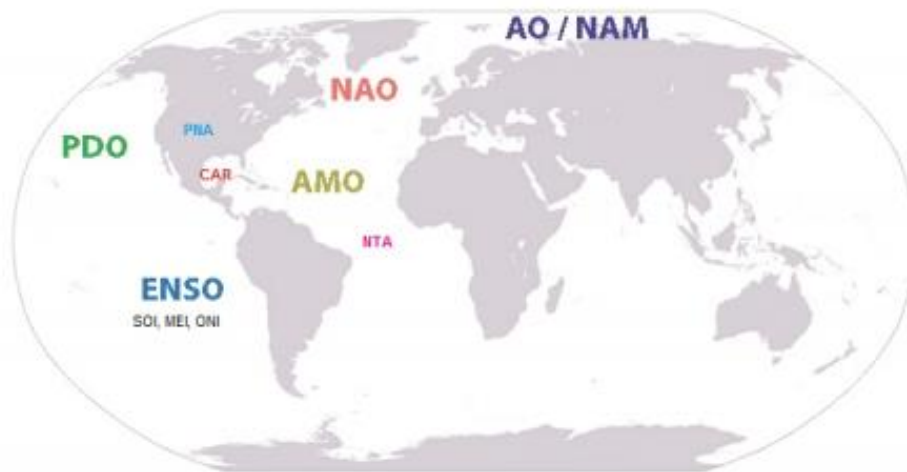 AO / NAM
NAO
PNA
PDO
CAR
AMO
NTA
ENSO
SOI, MEI, ONI